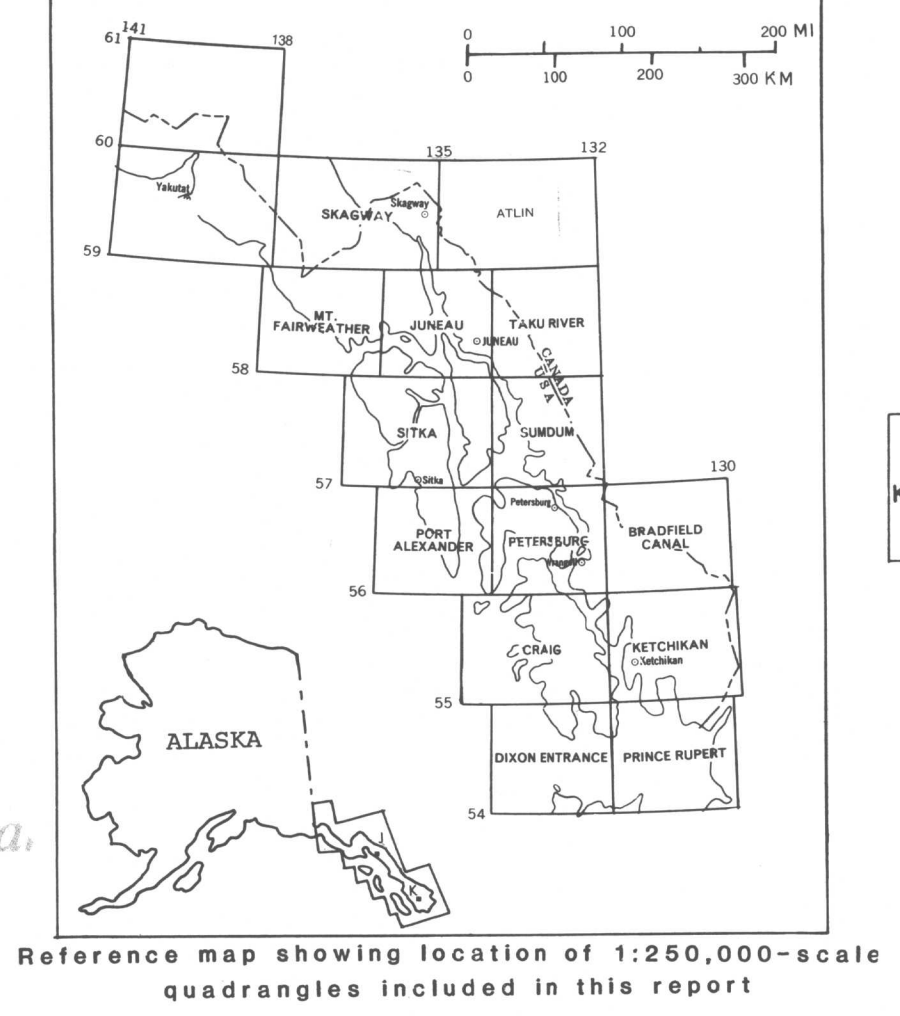 141
61
138
0 100 200 MI
0 100 200 300 KM
60
135
132
Yakutat
Skagway
SKAGWAY
ATLIN
59
MT.
FAIRWEATHER
JUNEAU
JUNEAU
TAKU RIVER
CANADA
USA
58
SITKA
SUMDUM
Sitka
57
130
Petersburg
PORT
ALEXANDER
PETERSBURG
BRADFIELD
CANAL
Wrangell
56
CRAIG
KETCHIKAN
Ketchikan
55
DIXON ENTRANCE
PRINCE RUPERT
54
ALASKA
J
K
a.
K
Reference map showing location of 1:250,000-scale
quadrangles included in this report